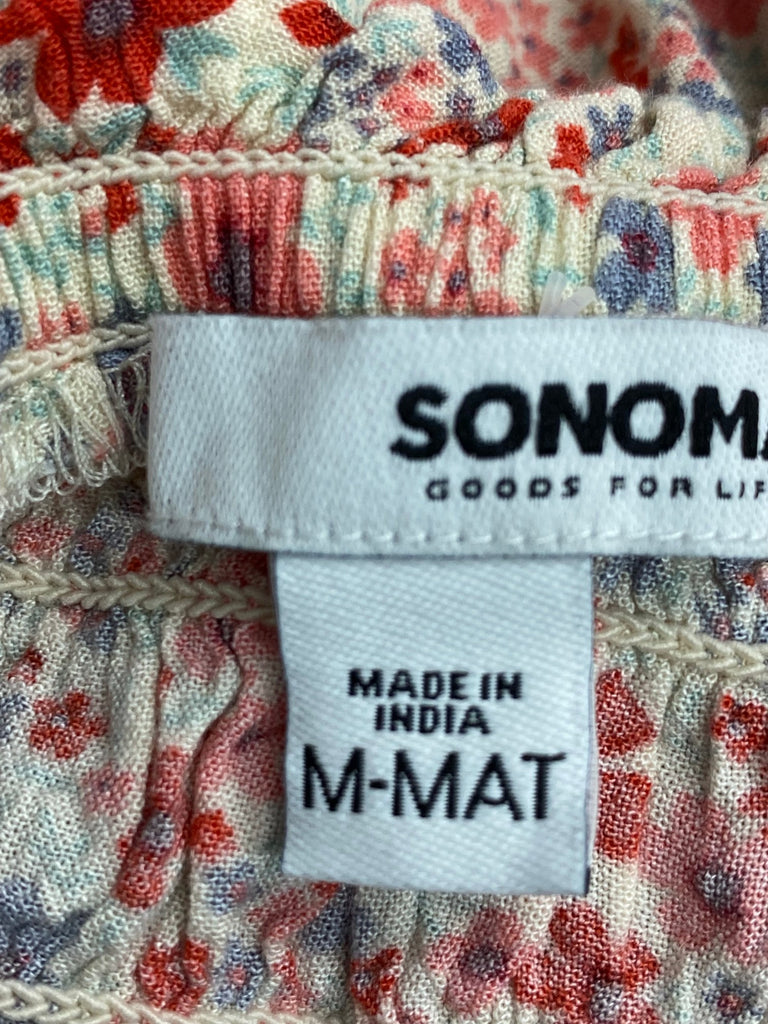 SONOMA
GOODS FOR LIF
MADE IN
INDIA
M-MAT